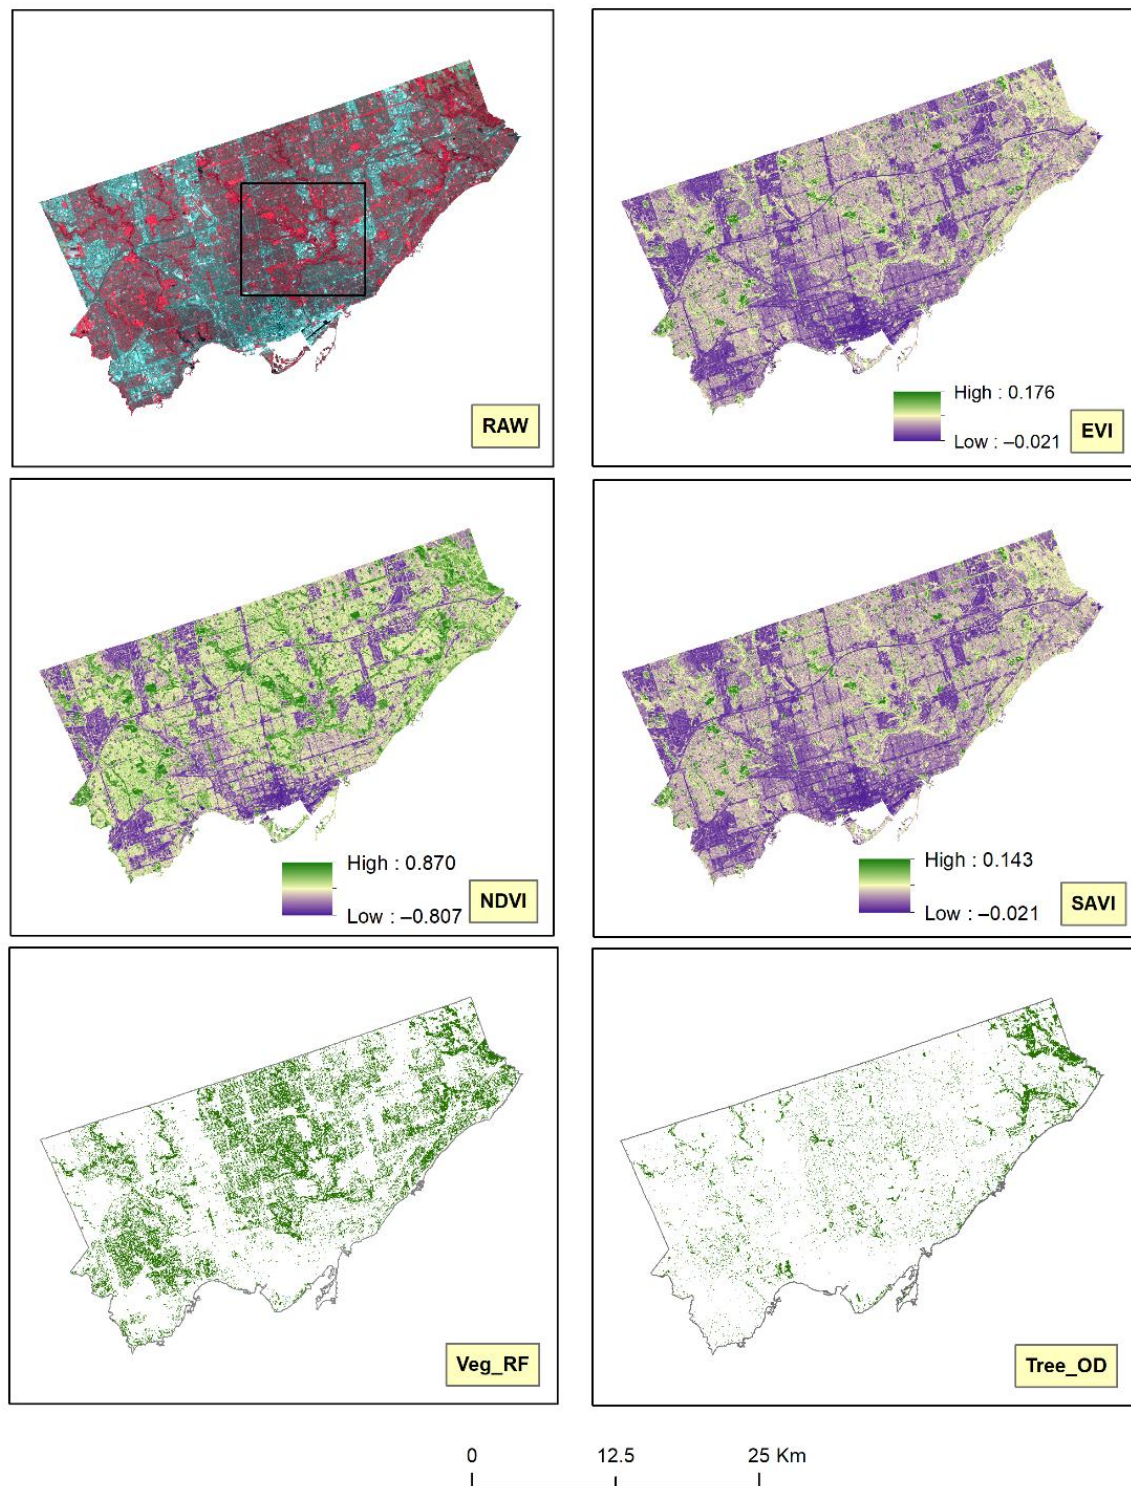 RAW
High : 0.176
Low : –0.021
EVI
High : 0.870
Low : –0.807
NDVI
High : 0.143
Low : –0.021
SAVI
Veg_RF
Tree_OD
0 12.5 25 Km